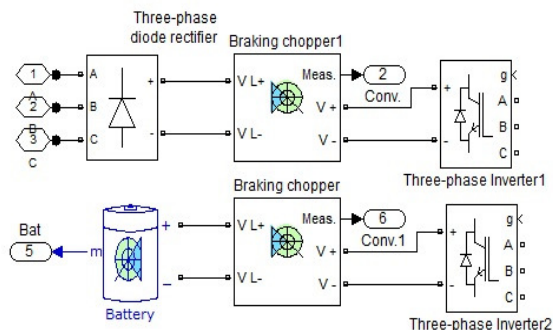 Three-phase
diode rectifier
Braking chopper1
1
A
A
+
V L+
Meas.
2
Conv.
g
2
B
B
V +
+
A
3
C
C
-
V L-
V -
-
B
C
Three-phase Inverter1
Braking chopper
Bat
5
m
+
-
Battery
V L+
V L-
Meas.
6
Conv.1
V +
V -
+
-
g
A
B
C
Three-phase Inverter2